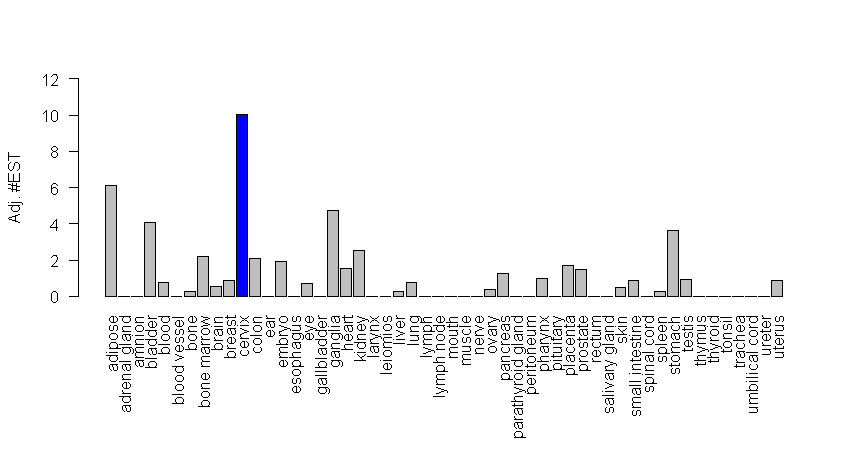 Adj. #EST
12
10
8
6
4
2
0
adipose
adrenal gland
amnion
bladder
blood
blood vessel
bone
bone marrow
brain
breast
cervix
colon
ear
embryo
esophagus
eye
gallbladder
ganglia
heart
kidney
larynx
leiomios
liver
lung
lymph
lymph node
mouth
muscle
nerve
ovary
pancreas
parathyroid gland
peritoneum
pharynx
pituitary
placenta
prostate
rectum
salivary gland
skin
small intestine
spinal cord
spleen
stomach
testis
thymus
thyroid
tonsil
trachea
umbilical cord
ureter
uterus